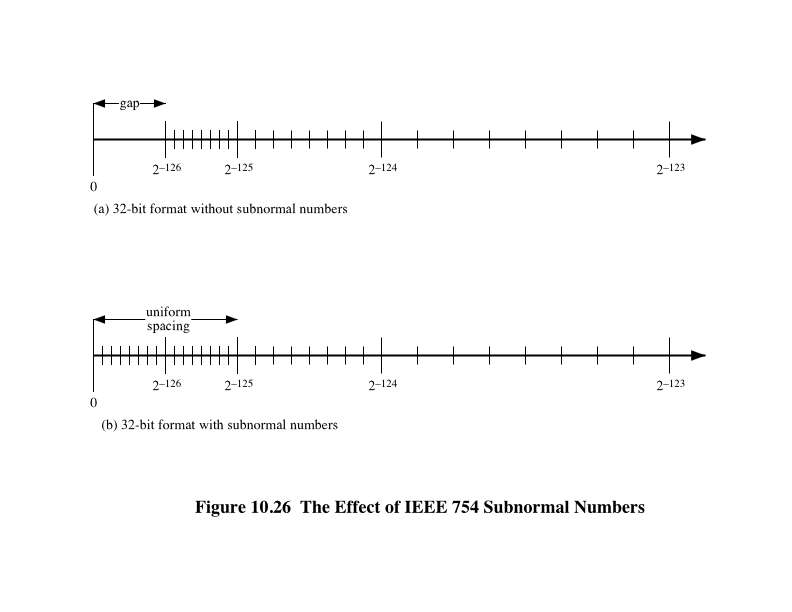 gap
2–126 2–125 2–124 2–123
0
(a) 32-bit format without subnormal numbers
uniform
spacing
2–126 2–125 2–124 2–123
0
(b) 32-bit format with subnormal numbers
Figure 10.26 The Effect of IEEE 754 Subnormal Numbers